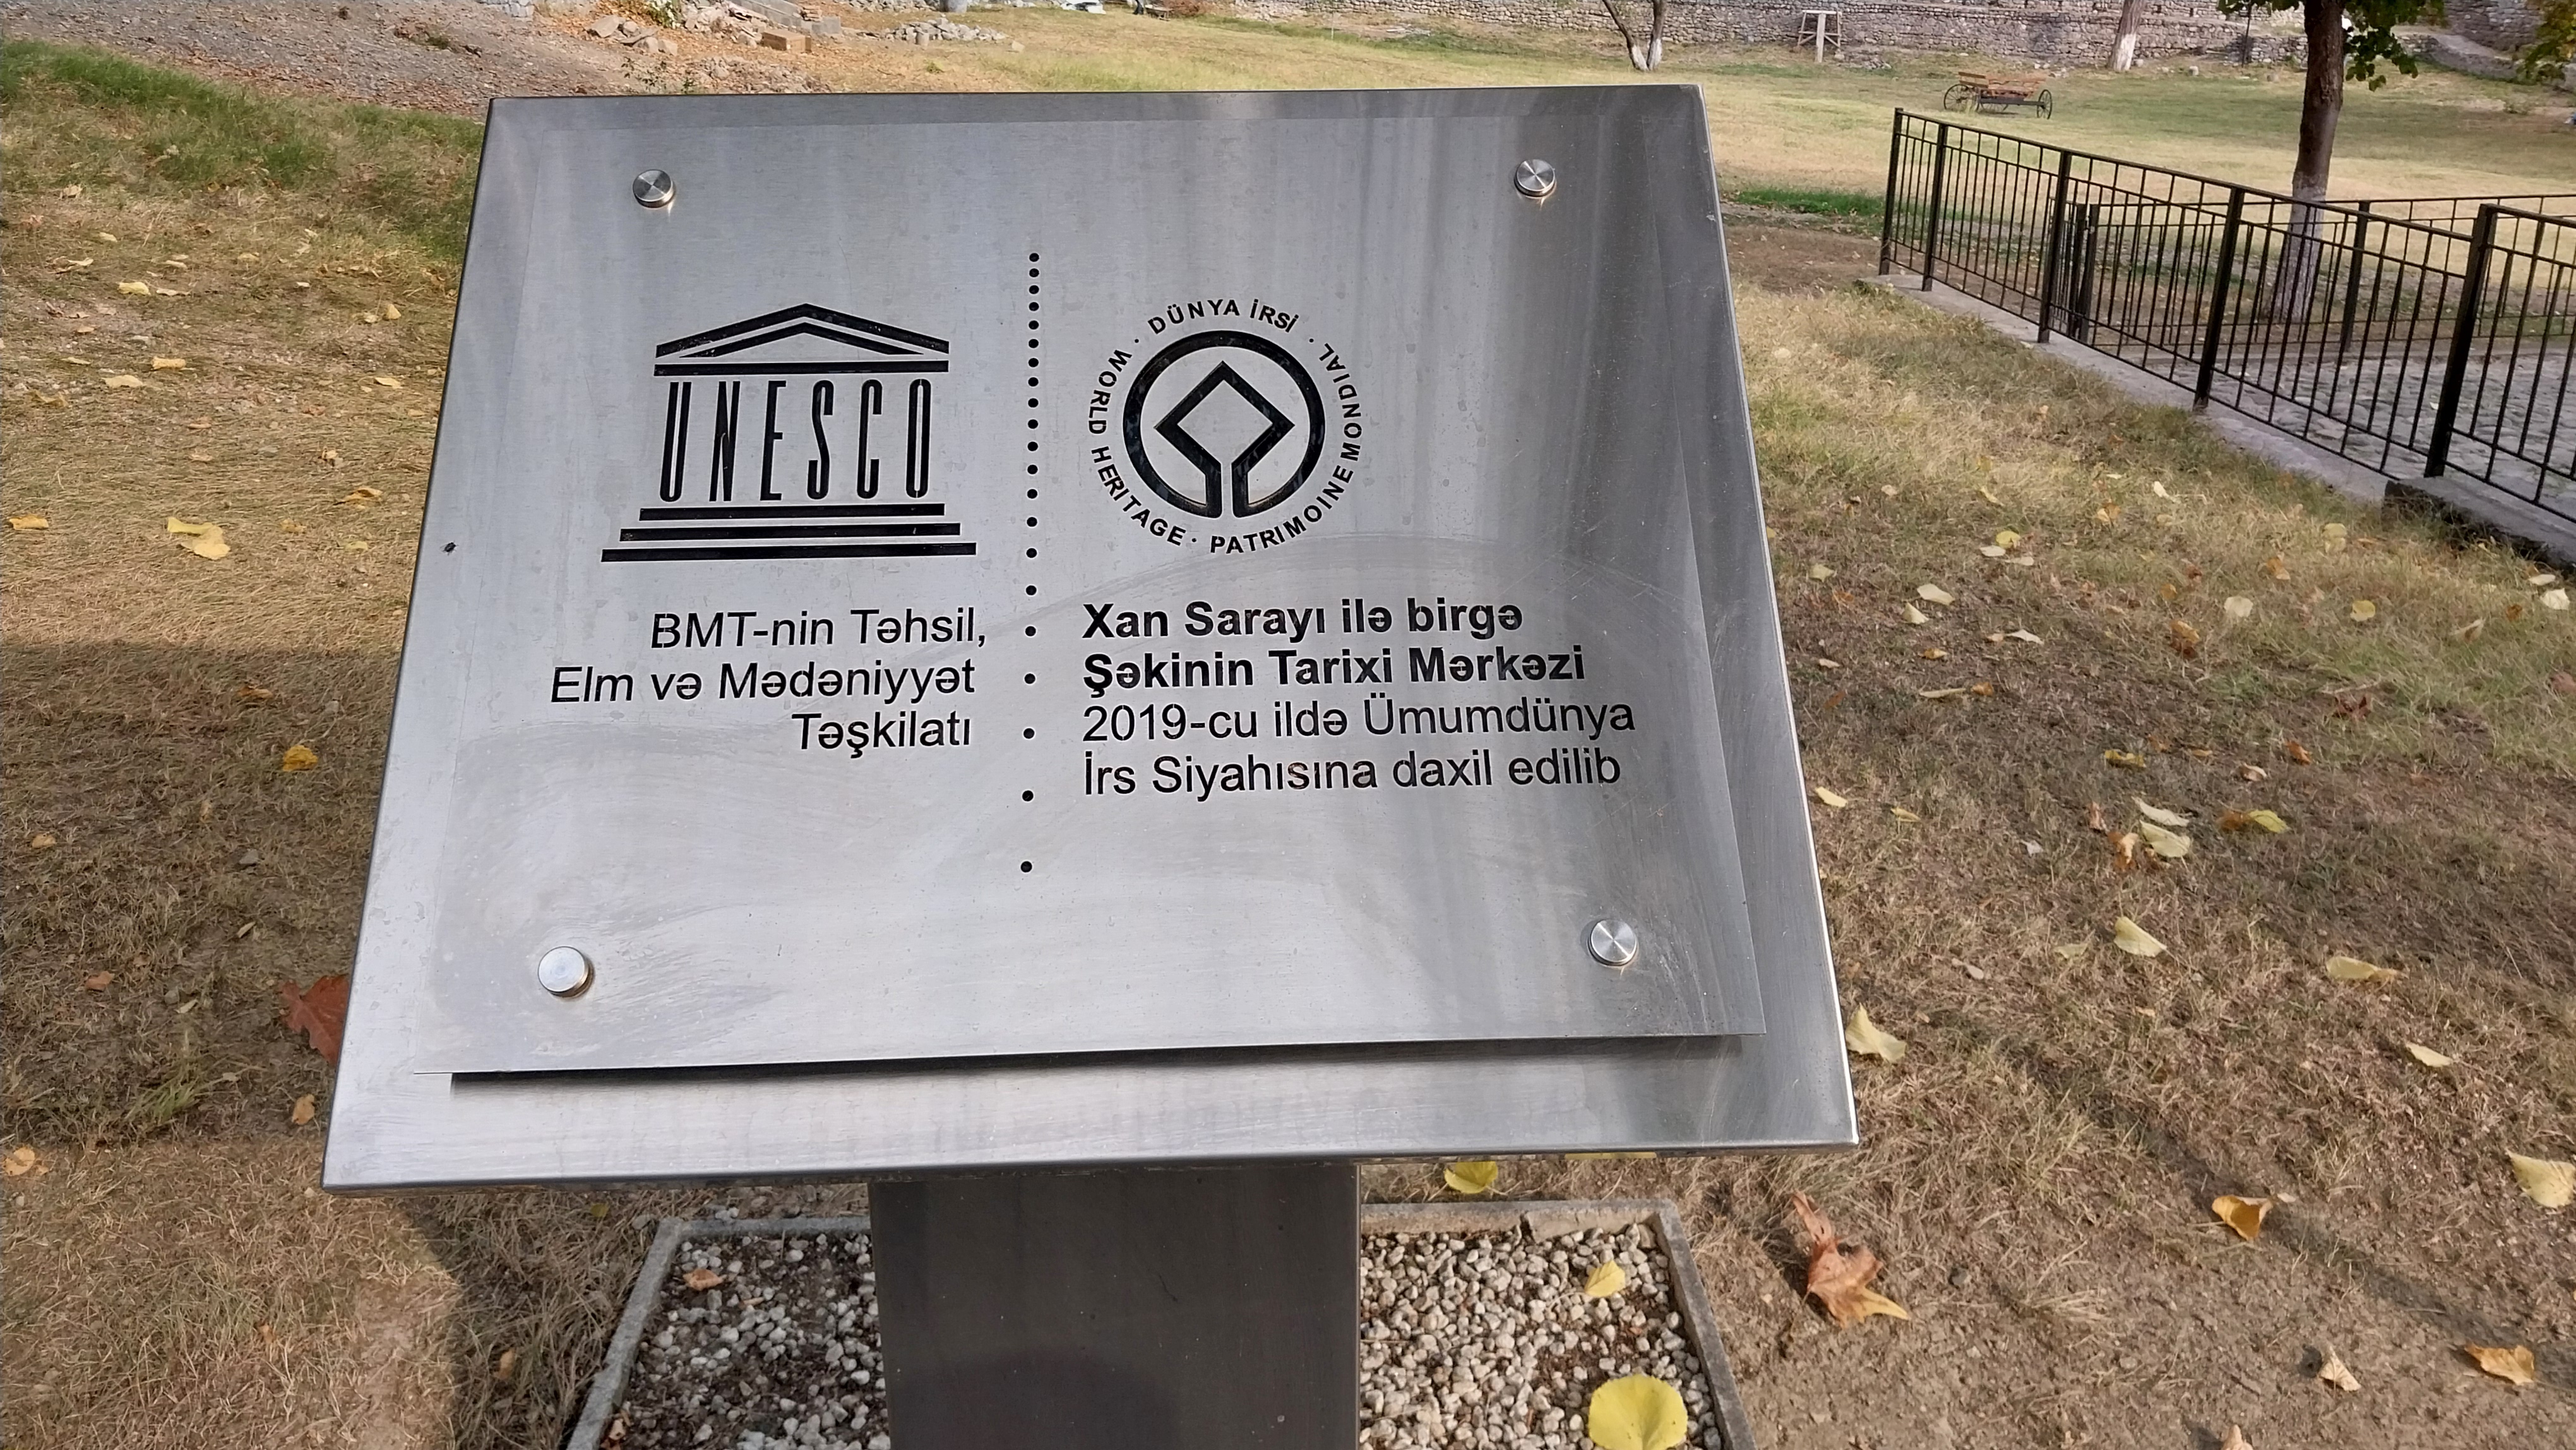 UNESCO
BMT-nin Təhsil,
Elm və Mədəniyyət
Təşkilatı
DÜNYA İRSİ · PATRIMOINE MONDIAL · WORLD HERITAGE ·
Xan Sarayı ilə birgə
Şəkinin Tarixi Mərkəzi
2019-cu ildə Ümumdünya
İrs Siyahısına daxil edilib